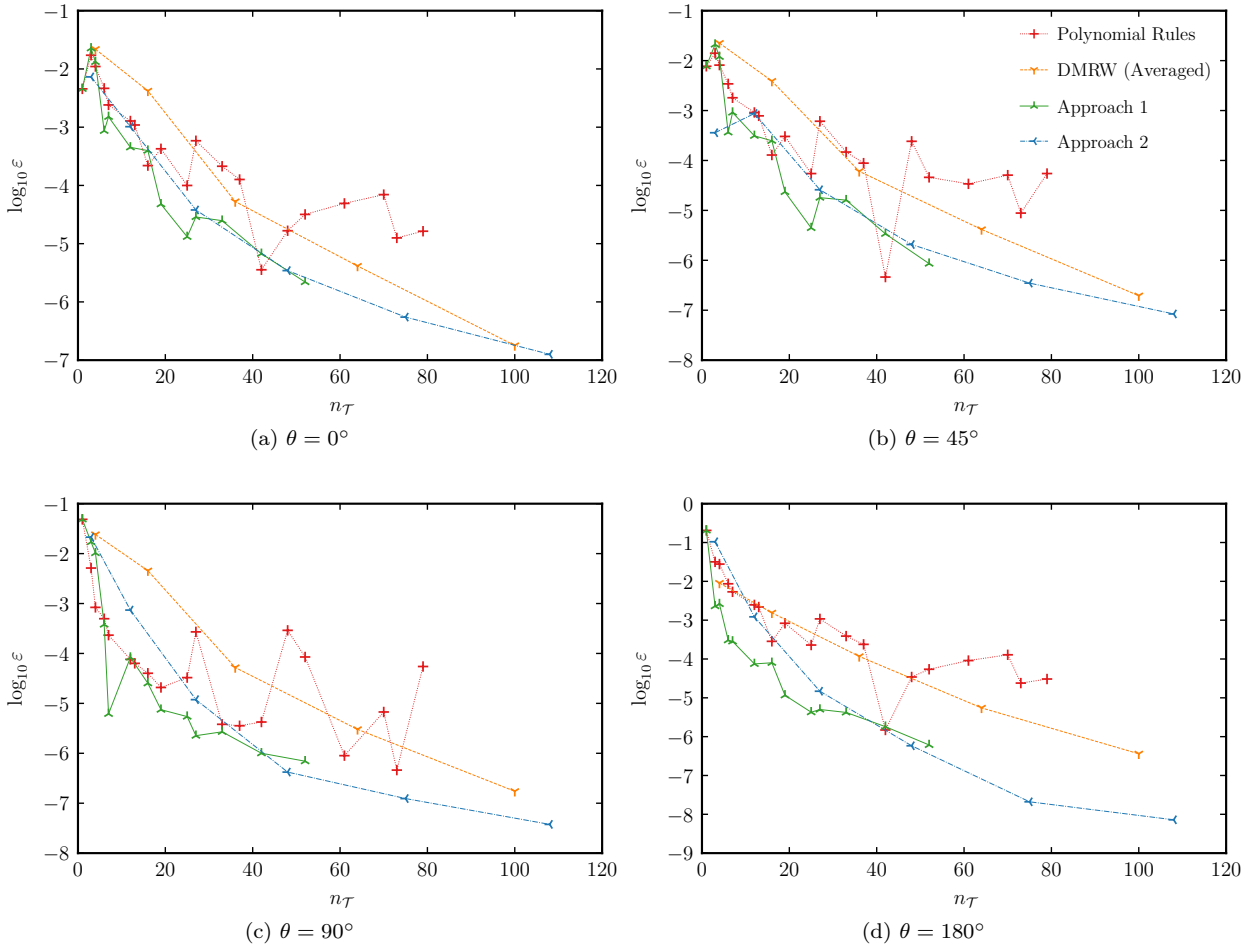 −1
−2
−3
−4
−5
−6
−7
log₁₀ ε
0 20 40 60 80 100 120
n𝒯
(a) θ = 0°
−1
−2
−3
−4
−5
−6
−7
−8
log₁₀ ε
Polynomial Rules
DMRW (Averaged)
Approach 1
Approach 2
0 20 40 60 80 100 120
n𝒯
(b) θ = 45°
−1
−2
−3
−4
−5
−6
−7
−8
log₁₀ ε
0 20 40 60 80 100 120
n𝒯
(c) θ = 90°
0
−1
−2
−3
−4
−5
−6
−7
−8
−9
log₁₀ ε
0 20 40 60 80 100 120
n𝒯
(d) θ = 180°